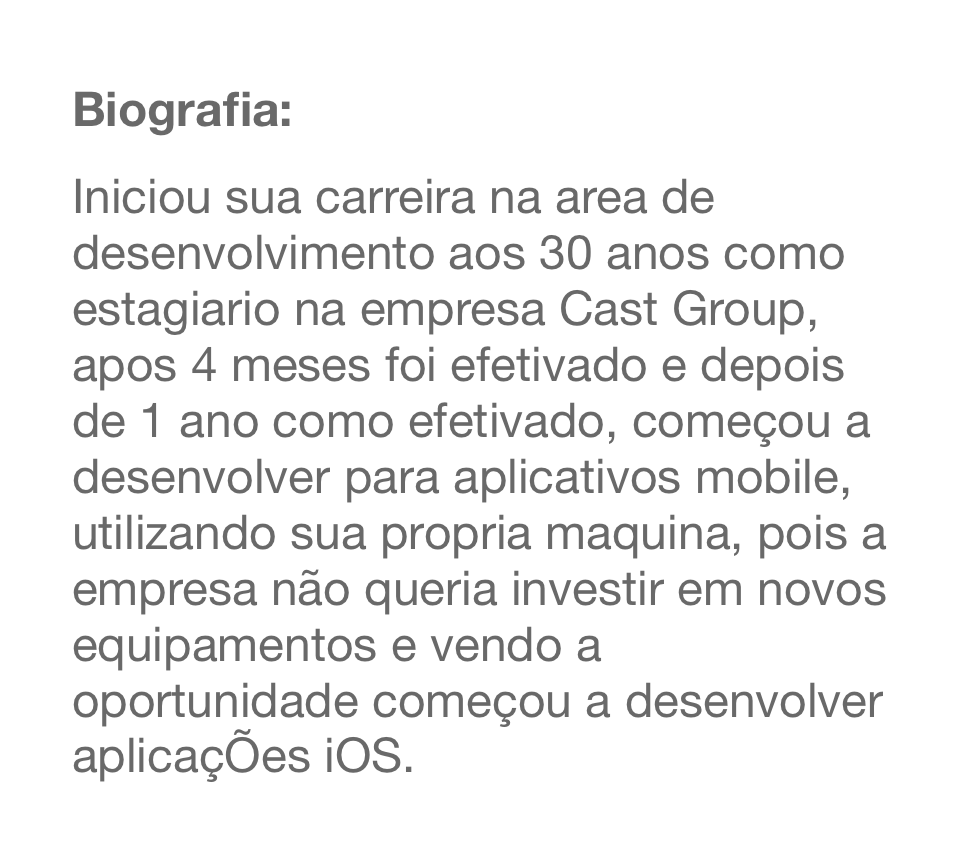 Biografia:
Iniciou sua carreira na area de
desenvolvimento aos 30 anos como
estagiario na empresa Cast Group,
apos 4 meses foi efetivado e depois
de 1 ano como efetivado, começou a
desenvolver para aplicativos mobile,
utilizando sua propria maquina, pois a
empresa não queria investir em novos
equipamentos e vendo a
oportunidade começou a desenvolver
aplicaçÕes iOS.